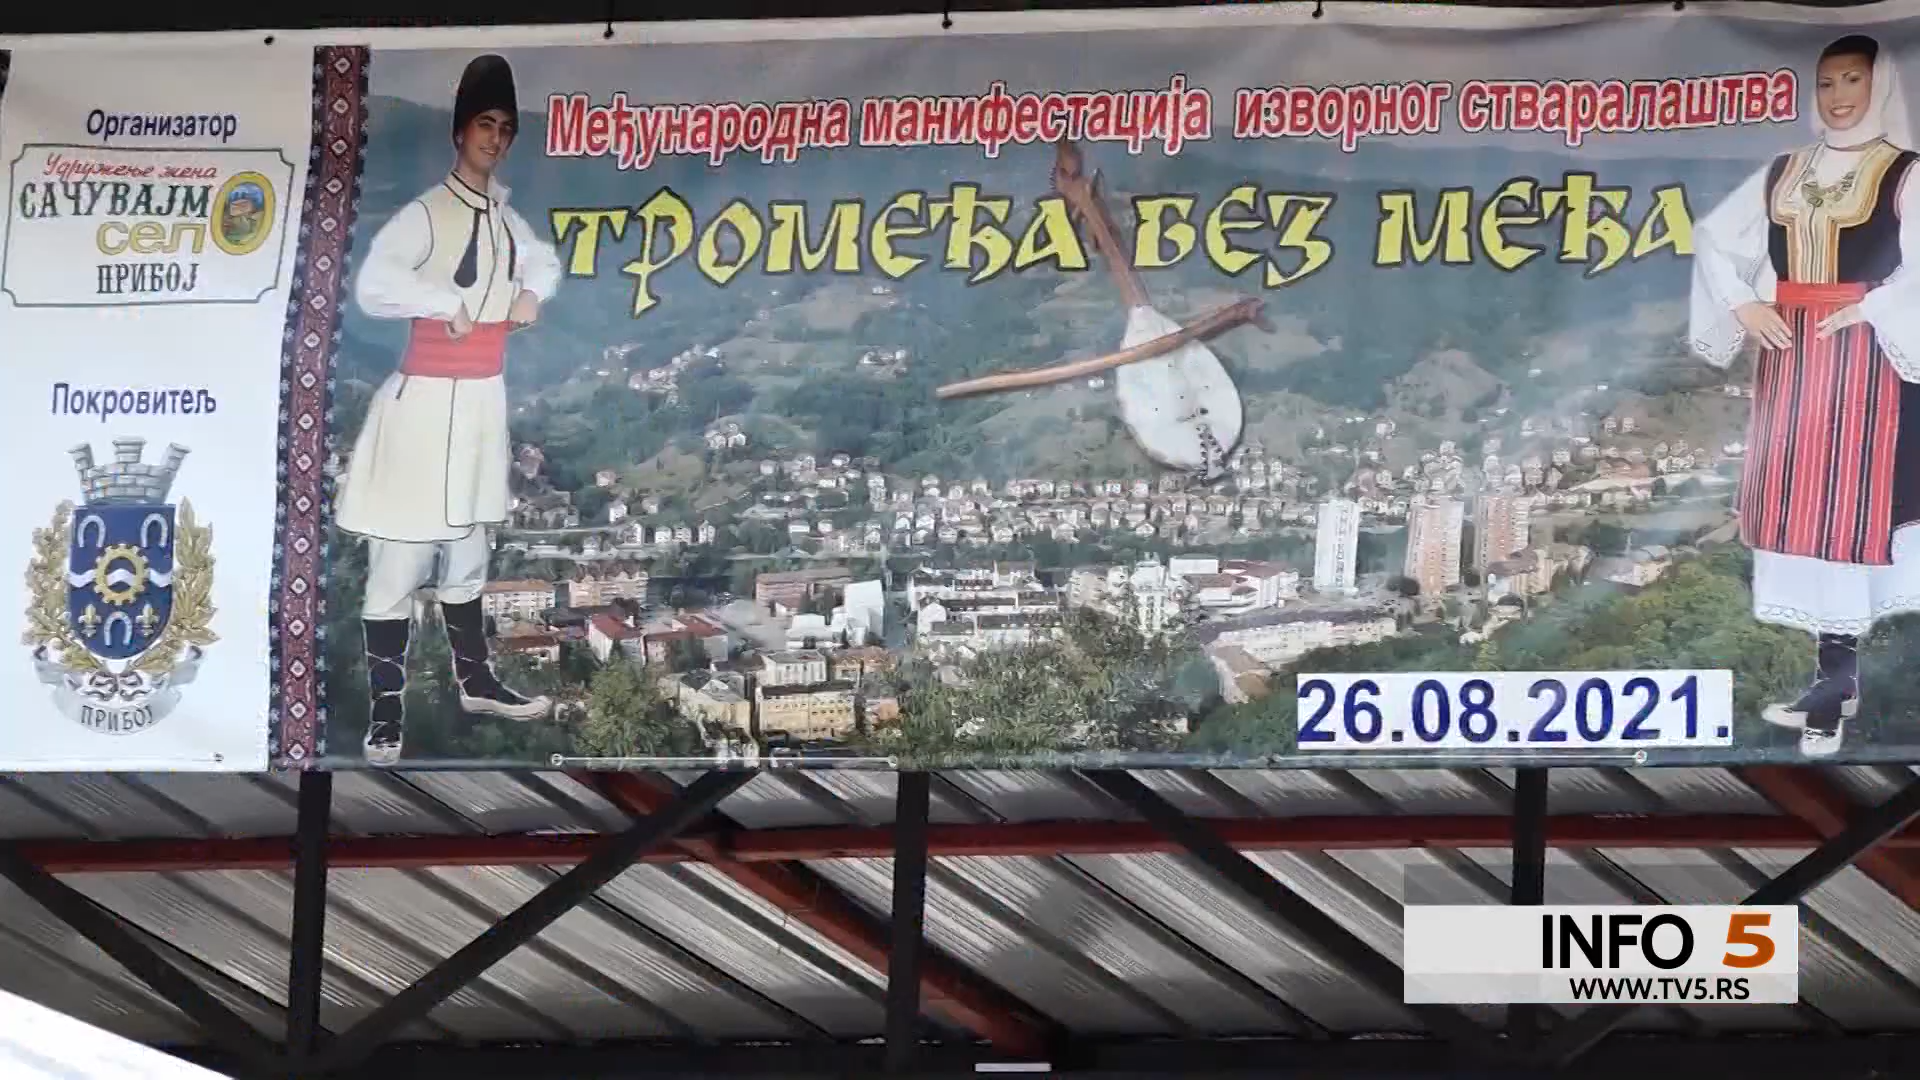 Организатор
Удружење жена
САЧУВАЈМО
СЕЛО
ПРИБОЈ
Покровитељ
ПРИБОЈ
Међународна манифестација изворног стваралаштва
ТРОМЕЂА БЕЗ МЕЂА
26.08.2021.
INFO 5
WWW.TV5.RS